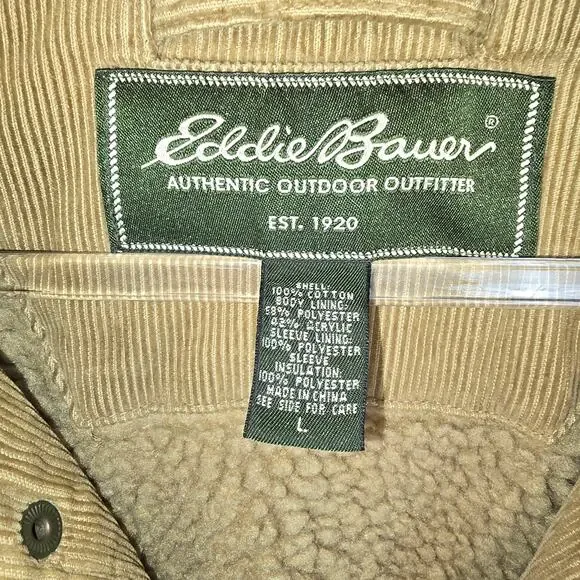 Eddie Bauer®
AUTHENTIC OUTDOOR OUTFITTER
EST. 1920
SHELL:
100% COTTON
BODY LINING:
58% POLYESTER
42% ACRYLIC
SLEEVE LINING:
100% POLYESTER
SLEEVE
INSULATION:
100% POLYESTER
MADE IN CHINA
SEE SIDE FOR CARE
L